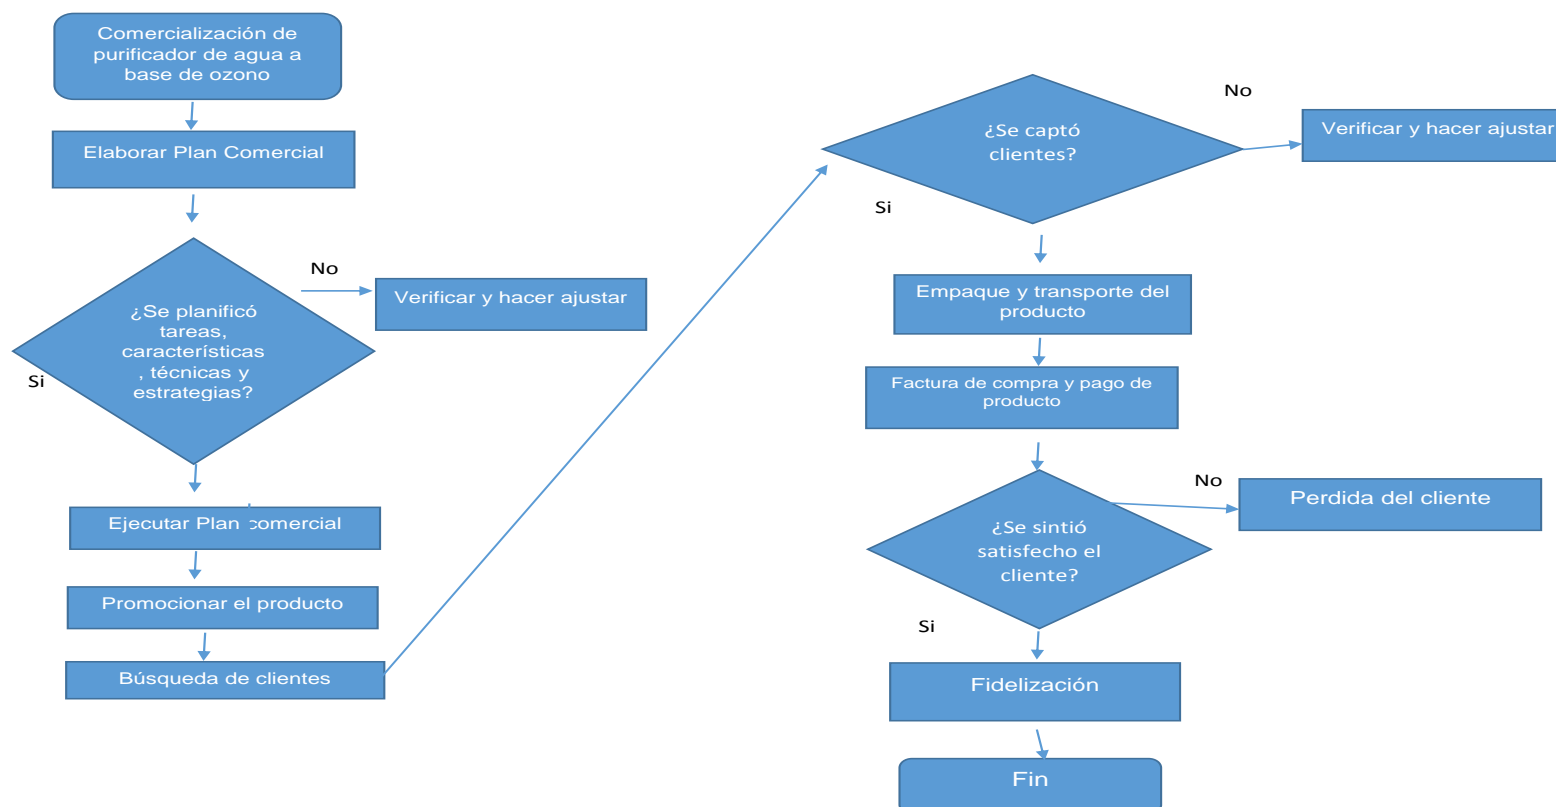 Comercialización de
purificador de agua a
base de ozono
Elaborar Plan Comercial
No
¿Se planificó
tareas,
características
, técnicas y
estrategias?
Si
Verificar y hacer ajustar
Ejecutar Plan comercial
Promocionar el producto
Búsqueda de clientes
¿Se captó
clientes?
No
Verificar y hacer ajustar
Si
Empaque y transporte del
producto
Factura de compra y pago de
producto
No
Perdida del cliente
¿Se sintió
satisfecho el
cliente?
Si
Fidelización
Fin